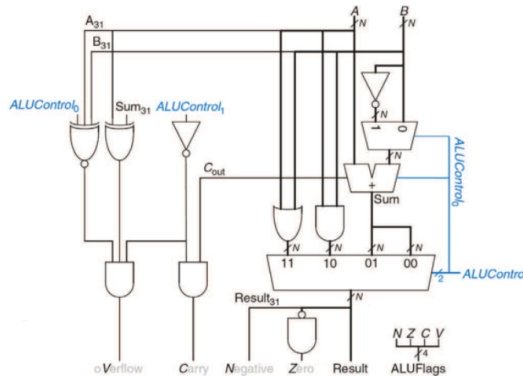 A B
N N
A31
B31
ALUControl0 Sum31 ALUControl1
1 0
N
ALUControl0
Cout
+
Sum
N N N N
11 10 01 00
2 ALUControl
Result31 N
N Z C V
4
oVerflow Carry Negative Zero Result ALUFlags